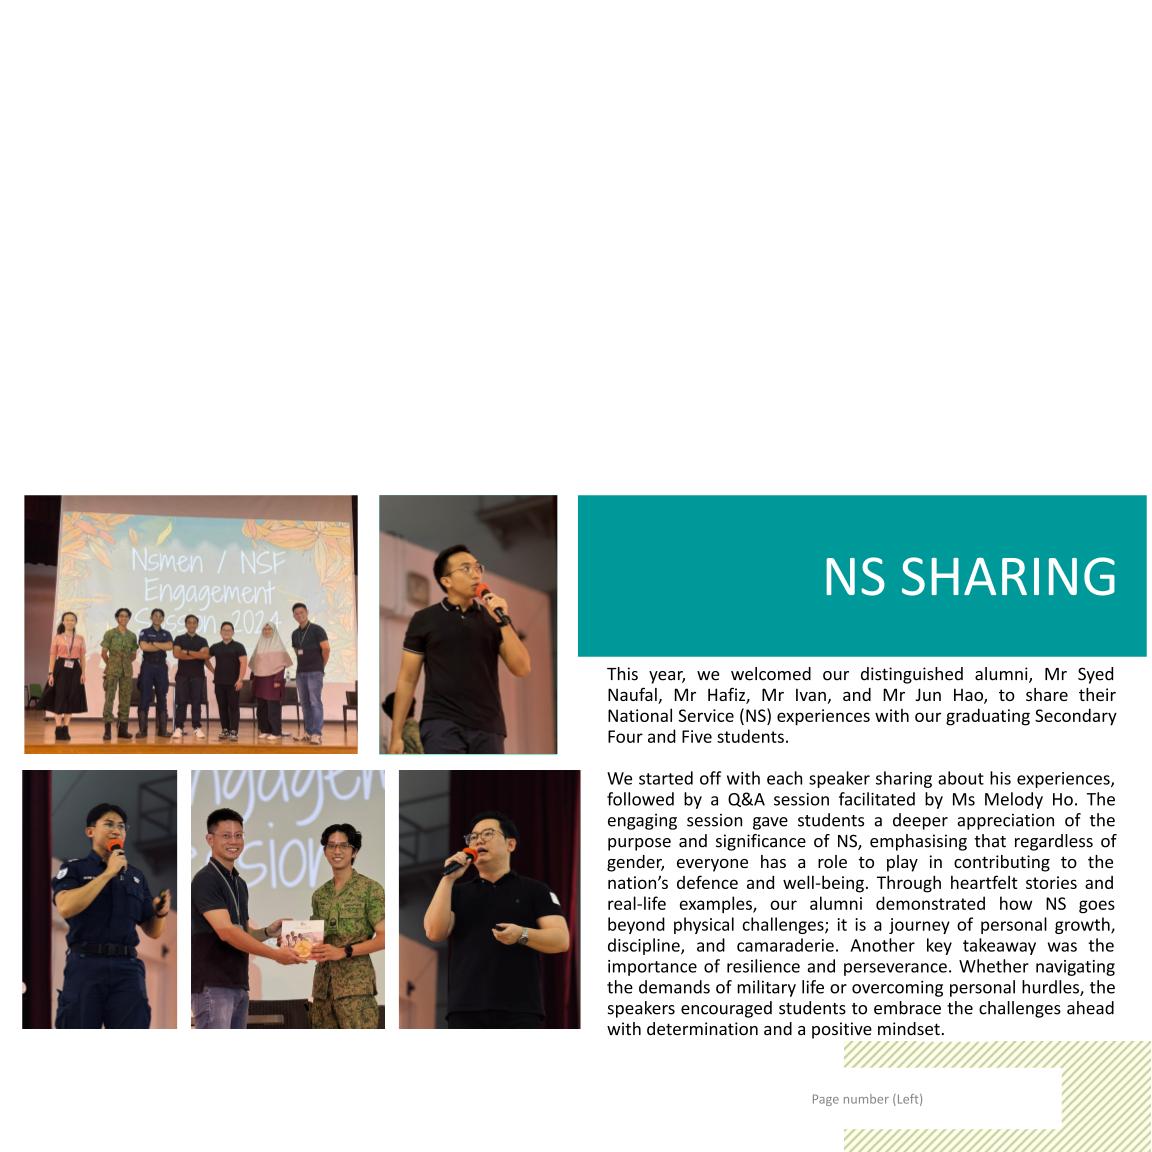 Nsmen / NSF
Engagement
Session 2024
NS SHARING
This year, we welcomed our distinguished alumni, Mr Syed
Naufal, Mr Hafiz, Mr Ivan, and Mr Jun Hao, to share their
National Service (NS) experiences with our graduating Secondary
Four and Five students.
We started off with each speaker sharing about his experiences,
followed by a Q&A session facilitated by Ms Melody Ho. The
engaging session gave students a deeper appreciation of the
purpose and significance of NS, emphasising that regardless of
gender, everyone has a role to play in contributing to the
nation’s defence and well-being. Through heartfelt stories and
real-life examples, our alumni demonstrated how NS goes
beyond physical challenges; it is a journey of personal growth,
discipline, and camaraderie. Another key takeaway was the
importance of resilience and perseverance. Whether navigating
the demands of military life or overcoming personal hurdles, the
speakers encouraged students to embrace the challenges ahead
with determination and a positive mindset.
Page number (Left)